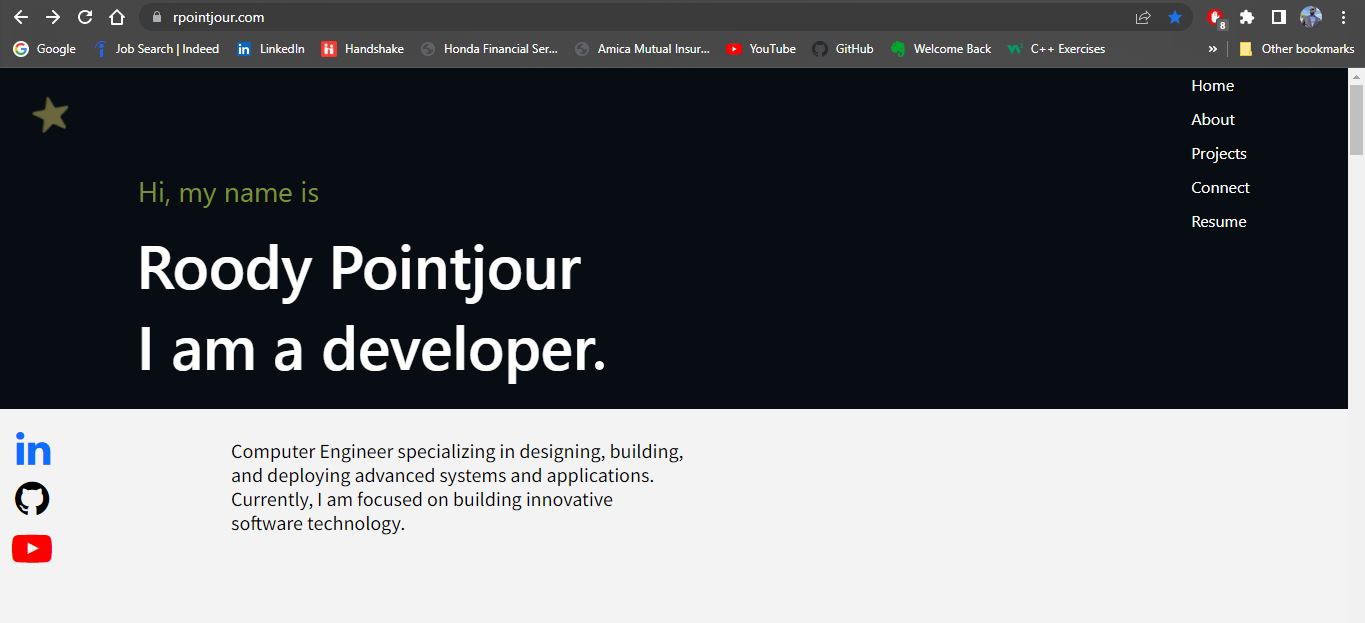 rpointjour.com
8
Google
Job Search | Indeed
in
LinkedIn
Handshake
Honda Financial Ser...
Amica Mutual Insur...
YouTube
GitHub
Welcome Back
C++ Exercises
»
Other bookmarks
Home
About
Projects
Connect
Resume
Hi, my name is
Roody Pointjour
I am a developer.
in
Computer Engineer specializing in designing, building,
and deploying advanced systems and applications.
Currently, I am focused on building innovative
software technology.